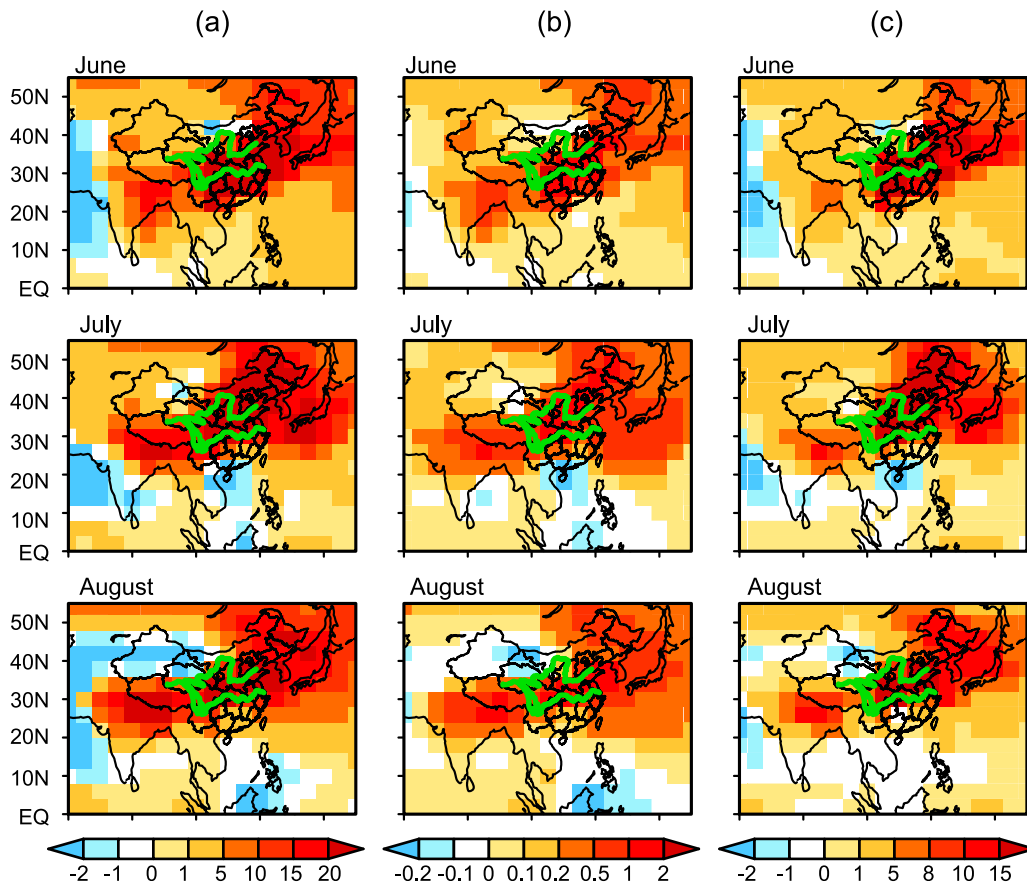 (a) (b) (c)
June June June
50N
40N
30N
20N
10N
EQ
July July July
50N
40N
30N
20N
10N
EQ
August August August
50N
40N
30N
20N
10N
EQ
-2 -1 0 1 5 10 15 20 -0.2 -0.1 0 0.1 0.2 0.5 1 2 -2 -1 0 1 5 8 10 15